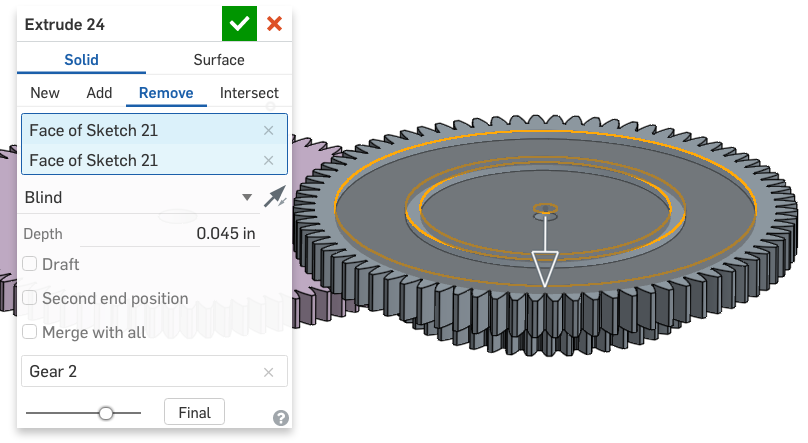 Extrude 24
Solid Surface
New Add Remove Intersect
Face of Sketch 21
Face of Sketch 21
Blind
Depth 0.045 in
Draft
Second end position
Merge with all
Gear 2
Final
?